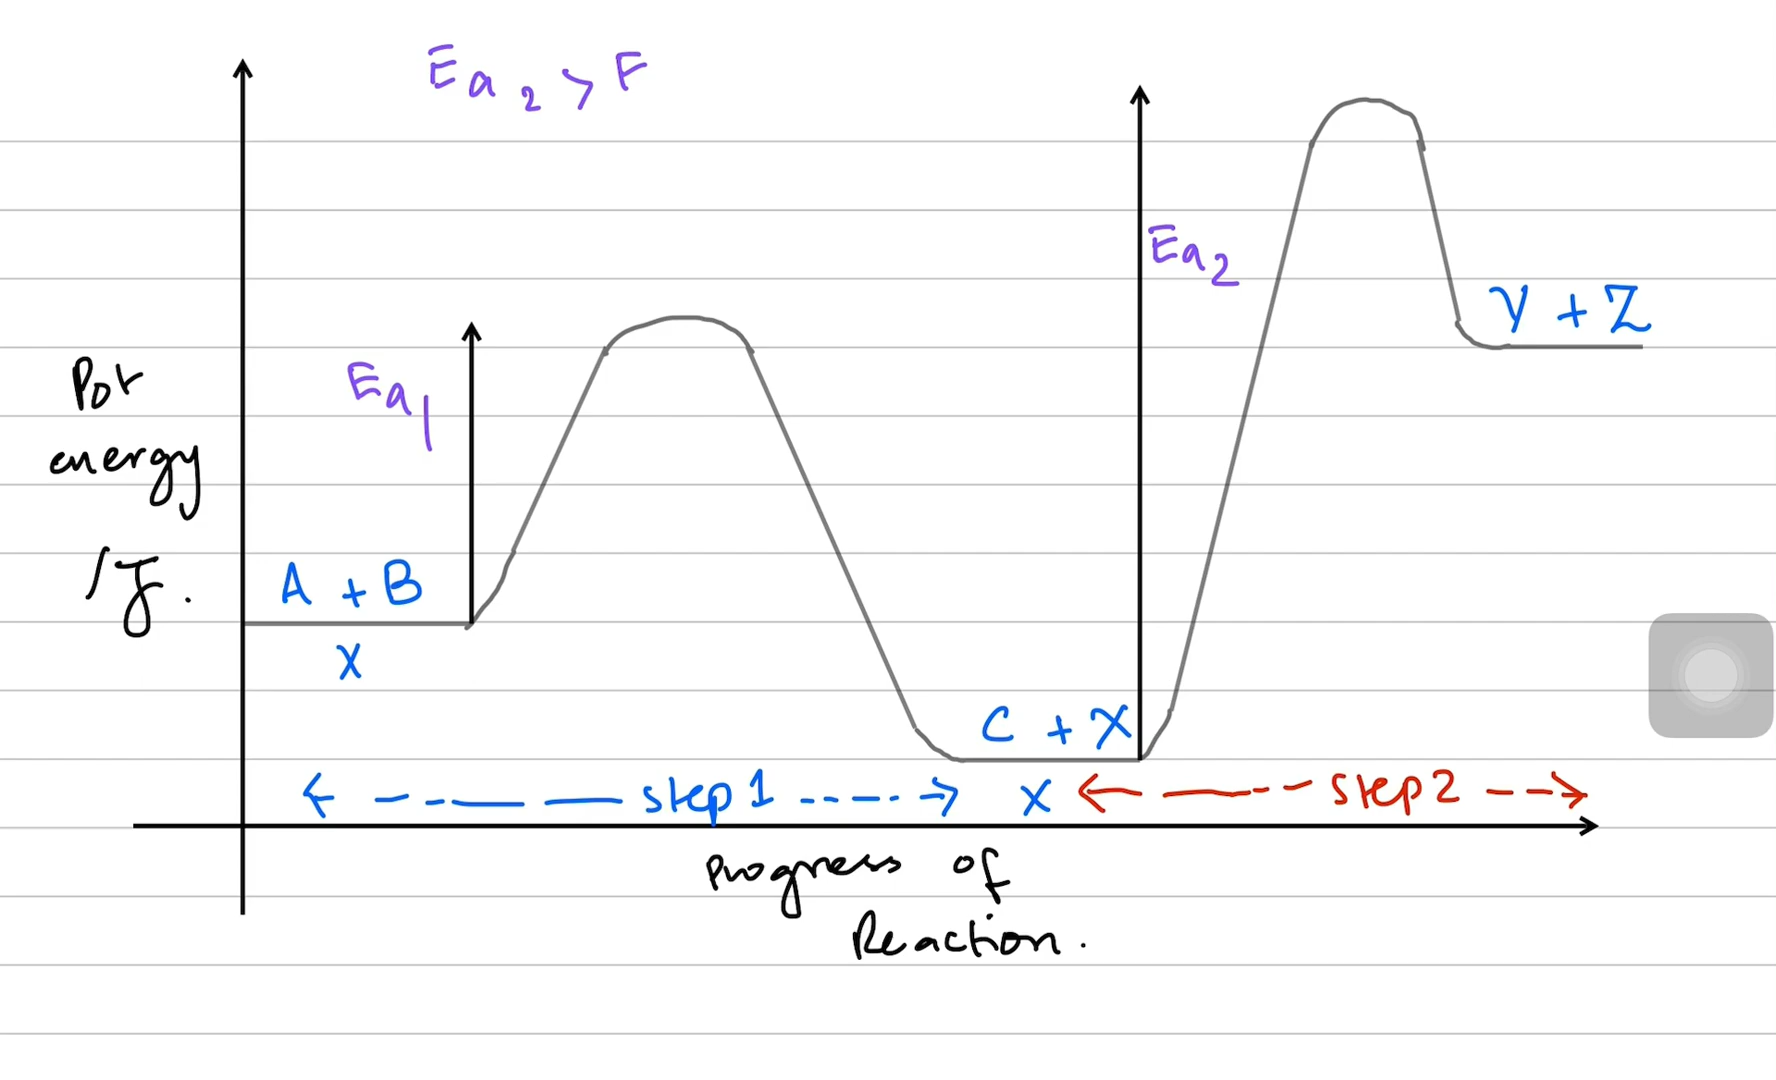 Ea2 > F
Ea2
Y + Z
Pot
energy
/J.
Ea1
A + B
X
C + X
step 1
X
step 2
Progress of
Reaction.